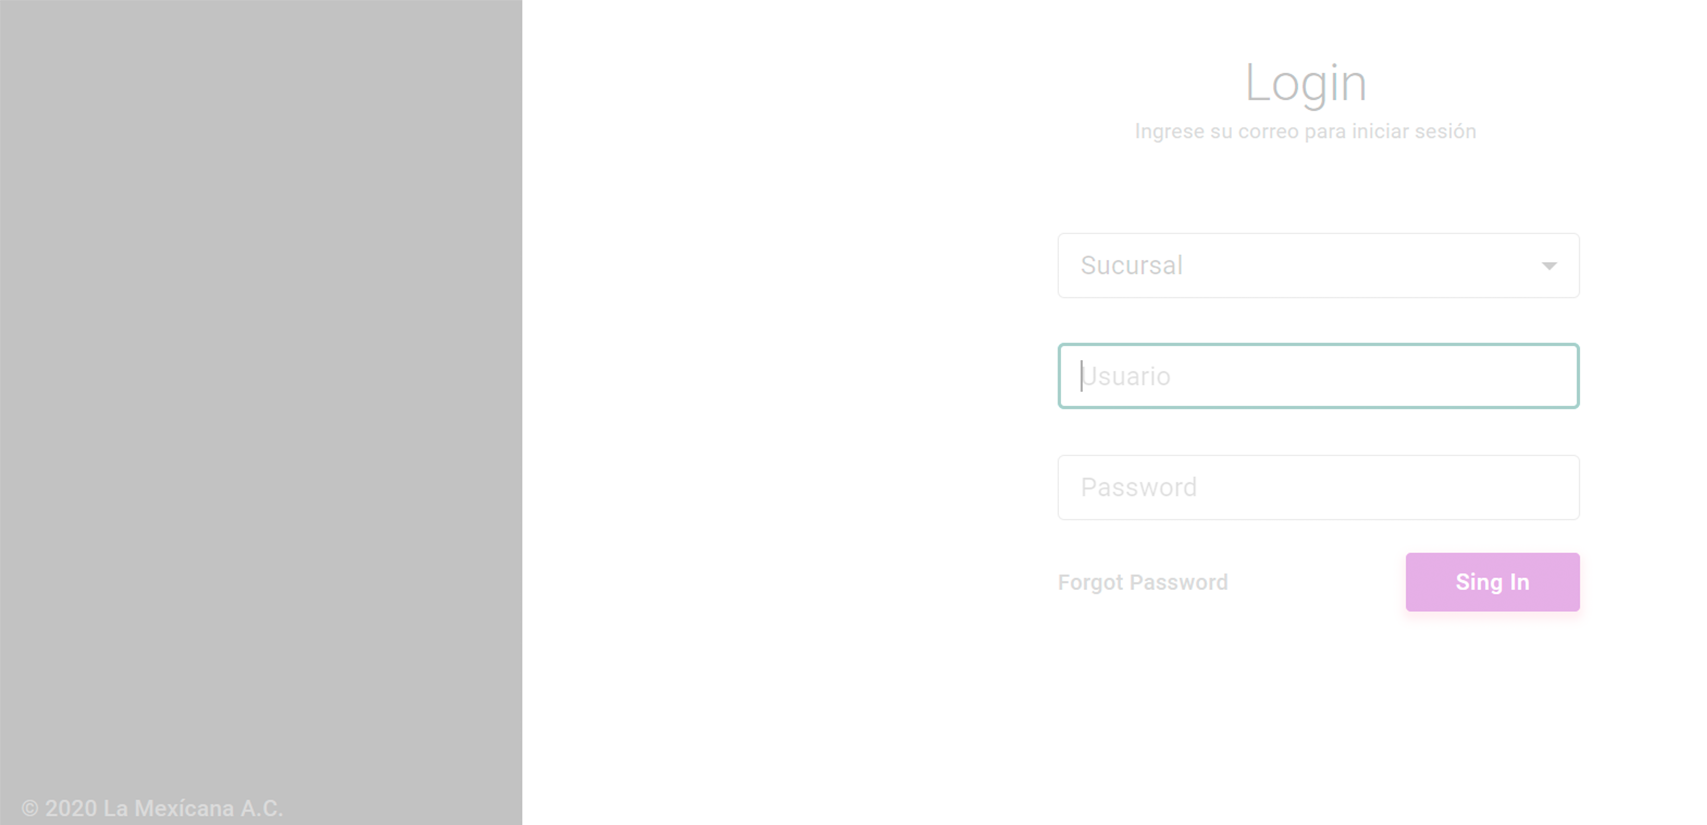 Login
Ingrese su correo para iniciar sesión
Sucursal
Usuario
Password
Forgot Password
Sing In
© 2020 La Mexícana A.C.